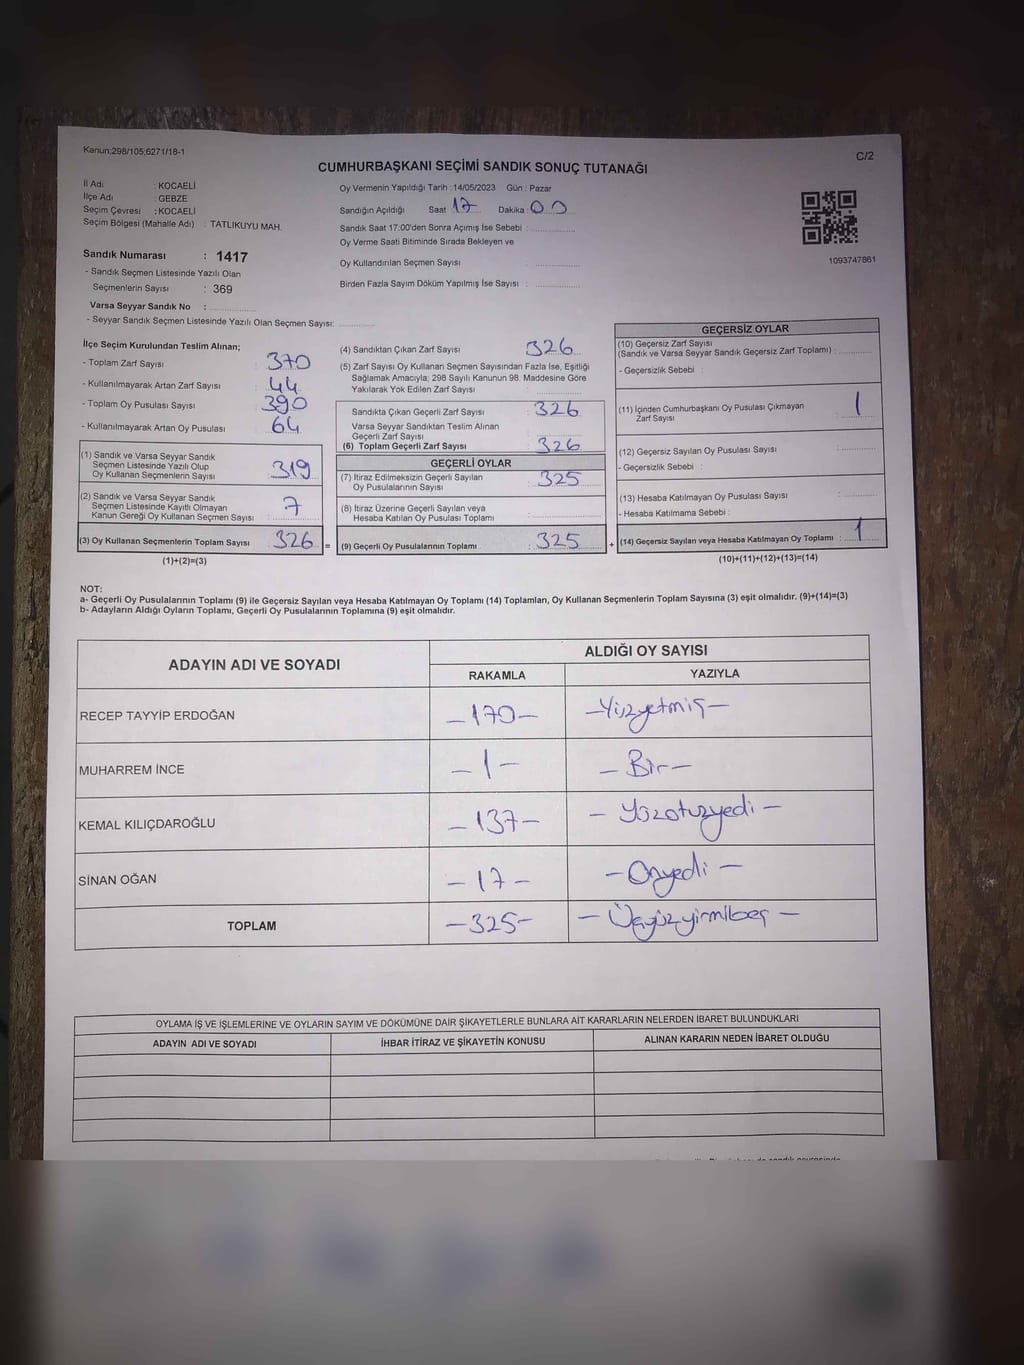 Kanun:298/105;6271/18-1
C/2
CUMHURBAŞKANI SEÇİMİ SANDIK SONUÇ TUTANAĞI
İl Adı : KOCAELİ
İlçe Adı : GEBZE
Seçim Çevresi : KOCAELİ
Seçim Bölgesi (Mahalle Adı) : TATLIKUYU MAH.
Sandık Numarası : 1417
- Sandık Seçmen Listesinde Yazılı Olan
Seçmenlerin Sayısı : 369
Varsa Seyyar Sandık No :
- Seyyar Sandık Seçmen Listesinde Yazılı Olan Seçmen Sayısı:
Oy Vermenin Yapıldığı Tarih : 14/05/2023 Gün : Pazar
Sandığın Açıldığı Saat 17 Dakika : 00
Sandık Saat 17:00'den Sonra Açımış İse Sebebi :
Oy Verme Saati Bitiminde Sırada Bekleyen ve
Oy Kullandırılan Seçmen Sayısı
Birden Fazla Sayım Döküm Yapılmış İse Sayısı :
1093747861
İlçe Seçim Kurulundan Teslim Alınan;
- Toplam Zarf Sayısı : 370
- Kullanılmayarak Artan Zarf Sayısı : 44
- Toplam Oy Pusulası Sayısı : 390
- Kullanılmayarak Artan Oy Pusulası : 64
(1) Sandık ve Varsa Seyyar Sandık
Seçmen Listesinde Yazılı Olup
Oy Kullanan Seçmenlerin Sayısı : 319
(2) Sandık ve Varsa Seyyar Sandık
Seçmen Listesinde Kayıtlı Olmayan
Kanun Gereği Oy Kullanan Seçmen Sayısı : 7
(3) Oy Kullanan Seçmenlerin Toplam Sayısı : 326 =
(1)+(2)=(3)
(4) Sandıktan Çıkan Zarf Sayısı : 326
(5) Zarf Sayısı Oy Kullanan Seçmen Sayısından Fazla İse, Eşitliği
Sağlamak Amacıyla; 298 Sayılı Kanunun 98. Maddesine Göre
Yakılarak Yok Edilen Zarf Sayısı
Sandıkta Çıkan Geçerli Zarf Sayısı : 326
Varsa Seyyar Sandıktan Teslim Alınan
Geçerli Zarf Sayısı
(6) Toplam Geçerli Zarf Sayısı : 326
GEÇERLİ OYLAR
(7) İtiraz Edilmeksizin Geçerli Sayılan
Oy Pusulalarının Sayısı : 325
(8) İtiraz Üzerine Geçerli Sayılan veya
Hesaba Katılan Oy Pusulası Toplamı
(9) Geçerli Oy Pusulalarının Toplamı : 325 +
GEÇERSİZ OYLAR
(10) Geçersiz Zarf Sayısı
(Sandık ve Varsa Seyyar Sandık Geçersiz Zarf Toplamı) :
- Geçersizlik Sebebi :
(11) İçinden Cumhurbaşkanı Oy Pusulası Çıkmayan
Zarf Sayısı : 1
(12) Geçersiz Sayılan Oy Pusulası Sayısı
- Geçersizlik Sebebi :
(13) Hesaba Katılmayan Oy Pusulası Sayısı
- Hesaba Katılmama Sebebi :
(14) Geçersiz Sayılan veya Hesaba Katılmayan Oy Toplamı : 1
(10)+(11)+(12)+(13)=(14)
NOT:
a- Geçerli Oy Pusulalarının Toplamı (9) ile Geçersiz Sayılan veya Hesaba Katılmayan Oy Toplamı (14) Toplamları, Oy Kullanan Seçmenlerin Toplam Sayısına (3) eşit olmalıdır. (9)+(14)=(3)
b- Adayların Aldığı Oyların Toplamı, Geçerli Oy Pusulalarının Toplamına (9) eşit olmalıdır.
ADAYIN ADI VE SOYADI
ALDIĞI OY SAYISI
RAKAMLA YAZIYLA
RECEP TAYYİP ERDOĞAN -170- -Yüzyetmiş-
MUHARREM İNCE -1- -Bir-
KEMAL KILIÇDAROĞLU -137- -Yüzotuzyedi-
SİNAN OĞAN -17- -Onyedi-
TOPLAM -325- -Üçyüzyirmibeş-
OYLAMA İŞ VE İŞLEMLERİNE VE OYLARIN SAYIM VE DÖKÜMÜNE DAİR ŞİKAYETLERLE BUNLARA AİT KARARLARIN NELERDEN İBARET BULUNDUKLARI
ADAYIN ADI VE SOYADI İHBAR İTİRAZ VE ŞİKAYETİN KONUSU ALINAN KARARIN NEDEN İBARET OLDUĞU